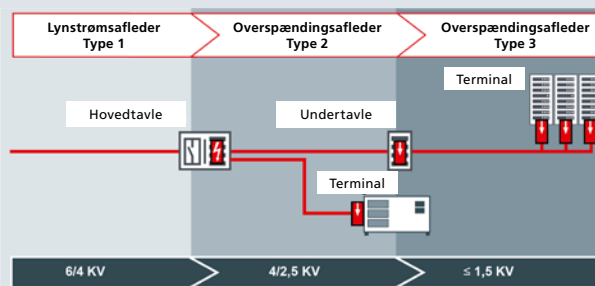 Lynstrømsafleder
Type 1
Overspændingsafleder
Type 2
Overspændingsafleder
Type 3
Terminal
Hovedtavle
Undertavle
Terminal
6/4 KV
4/2,5 KV
≤ 1,5 KV